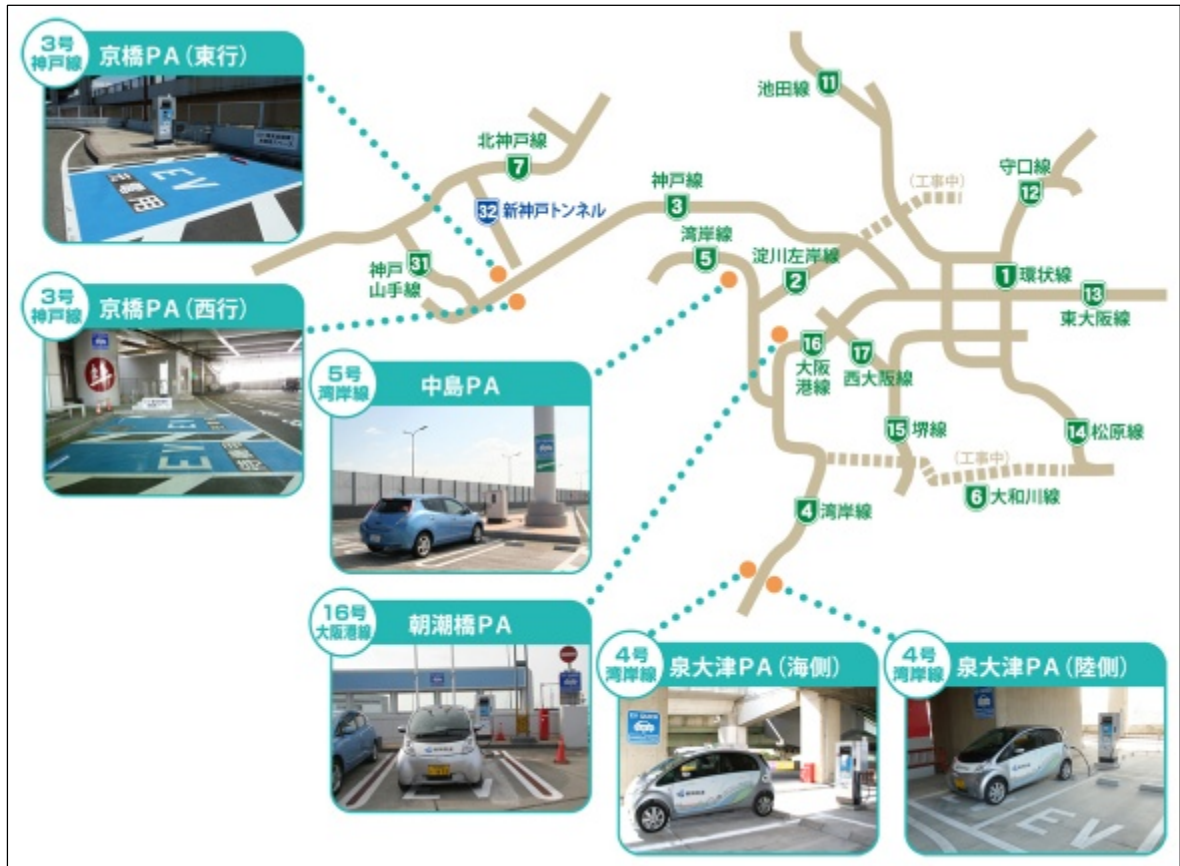 3号
神戸線
京橋PA(東行)
EV
充電用
3号
神戸線
京橋PA(西行)
EV
EV
5号
湾岸線
中島PA
16号
大阪港線
朝潮橋PA
4号
湾岸線
泉大津PA(海側)
4号
湾岸線
泉大津PA(陸側)
EV
池田線
11
北神戸線
7
32
新神戸トンネル
神戸線
3
湾岸線
5
淀川左岸線
2
(工事中)
守口線
12
1
環状線
13
東大阪線
31
神戸
山手線
16
大阪
港線
17
西大阪線
15
堺線
14
松原線
(工事中)
6
大和川線
4
湾岸線